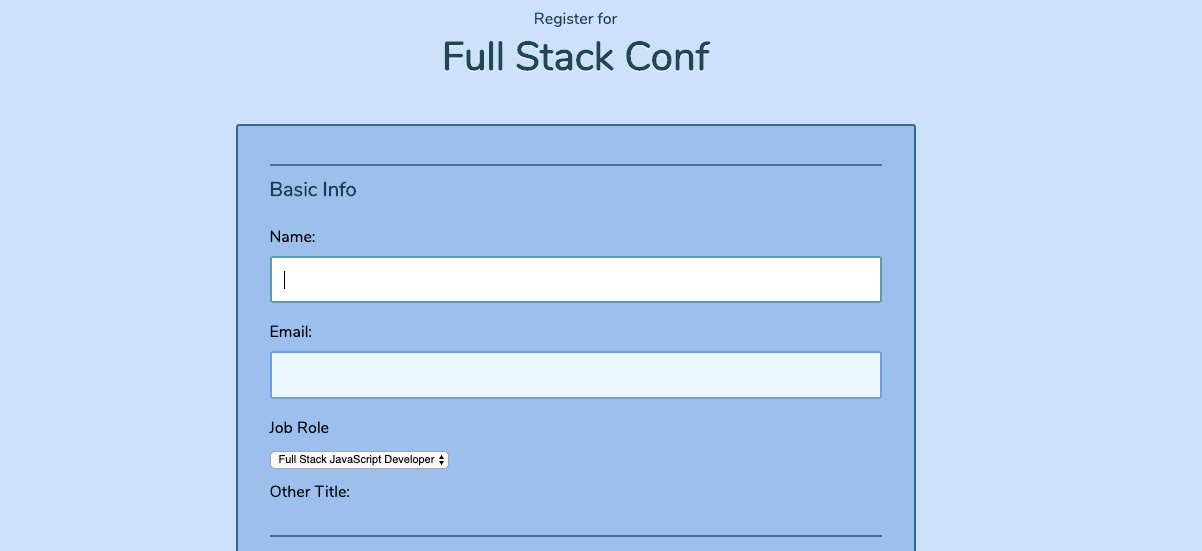 Register for
Full Stack Conf
Basic Info
Name:
Email:
Job Role
Full Stack JavaScript Developer
Other Title: